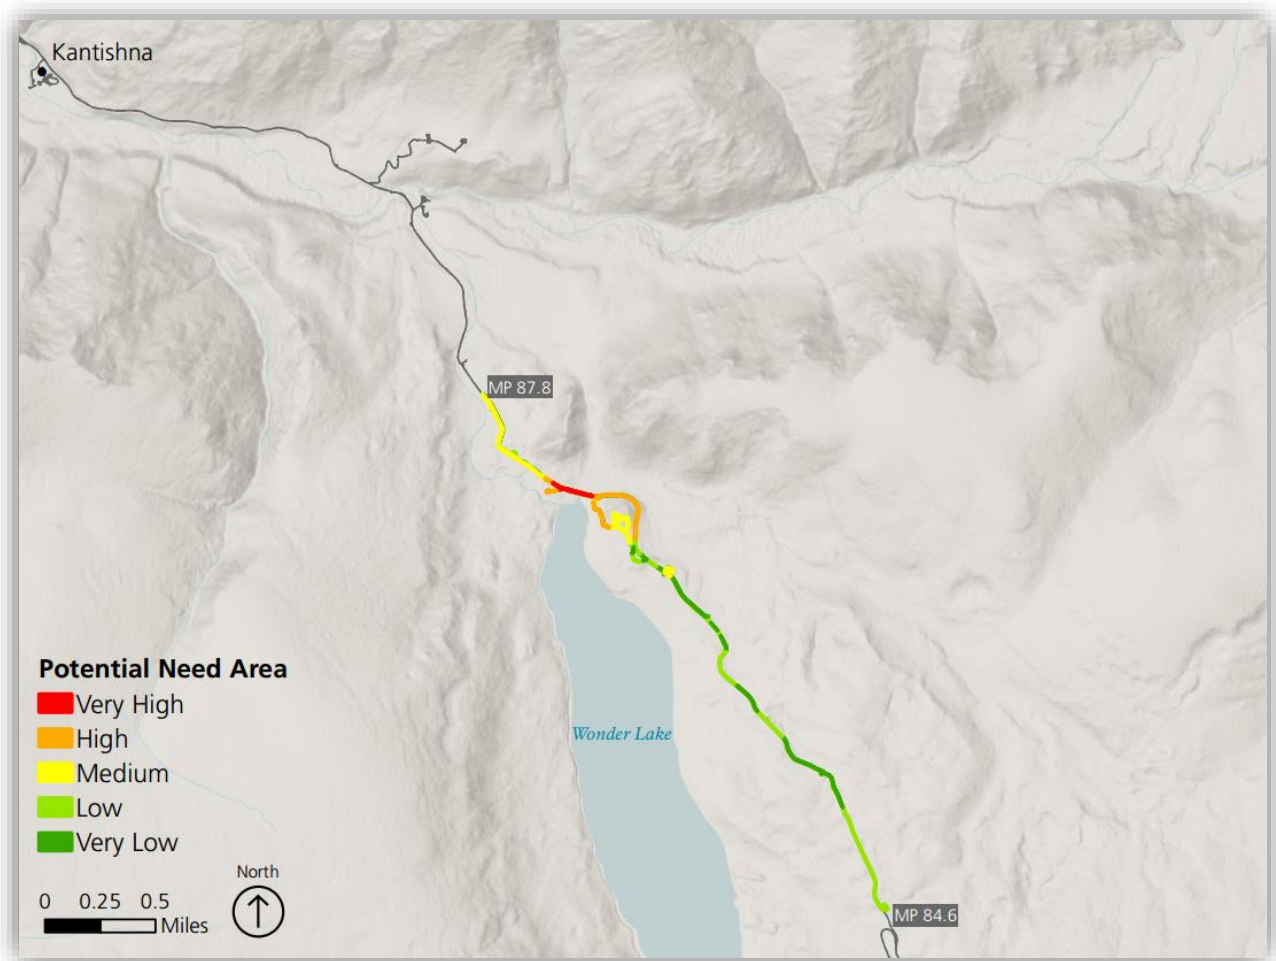 Kantishna
MP 87.8
Potential Need Area
Very High
High
Medium
Low
Very Low
Wonder Lake
North
0 0.25 0.5
Miles
MP 84.6